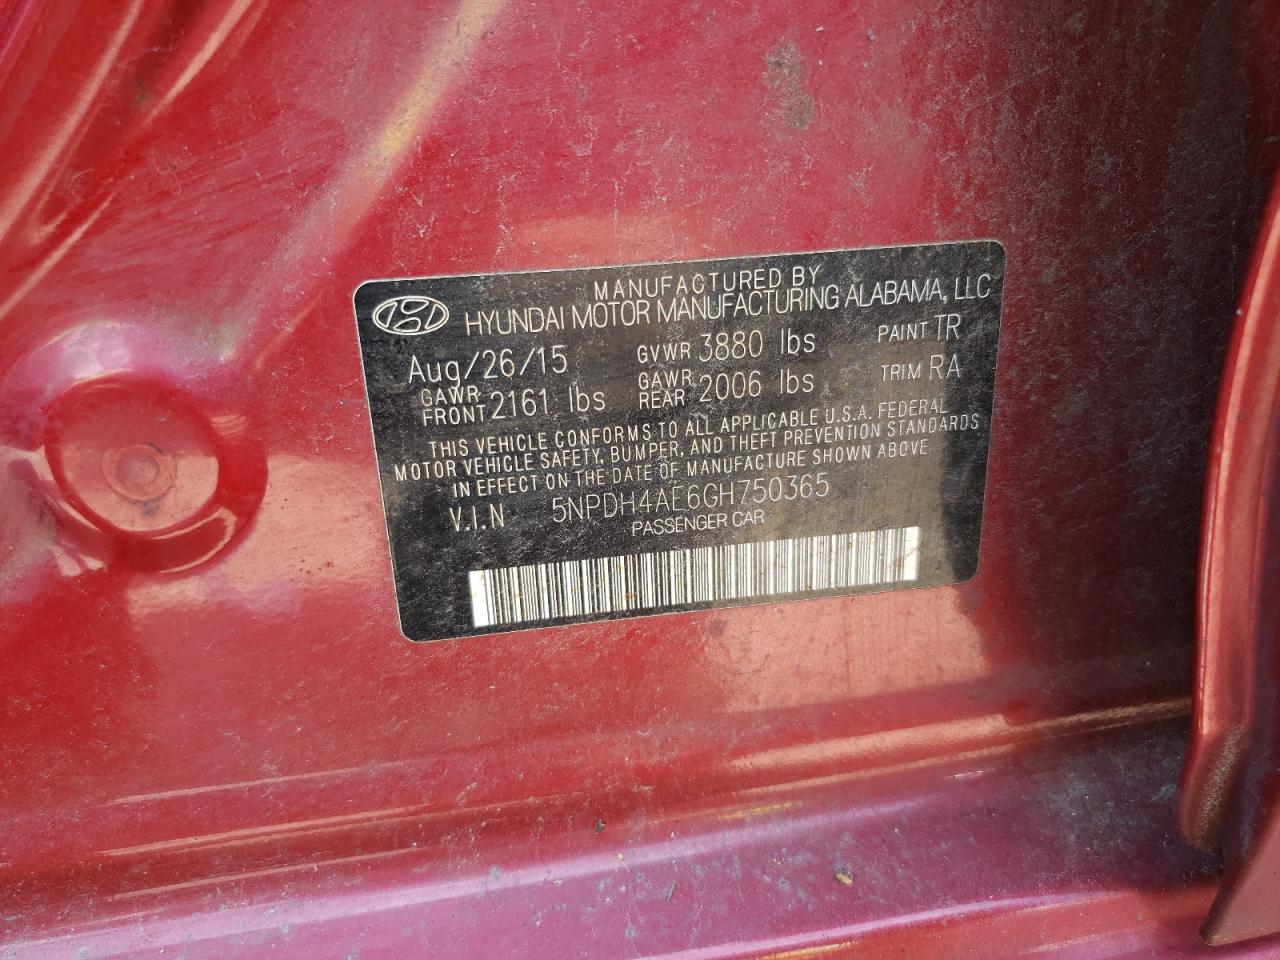 MANUFACTURED BY
HYUNDAI MOTOR MANUFACTURING ALABAMA, LLC
Aug/26/15 GVWR 3880 lbs PAINT TR
GAWR FRONT 2161 lbs GAWR REAR 2006 lbs TRIM RA
THIS VEHICLE CONFORMS TO ALL APPLICABLE U.S.A. FEDERAL
MOTOR VEHICLE SAFETY, BUMPER, AND THEFT PREVENTION STANDARDS
IN EFFECT ON THE DATE OF MANUFACTURE SHOWN ABOVE
V.I.N 5NPDH4AE6GH750365
PASSENGER CAR